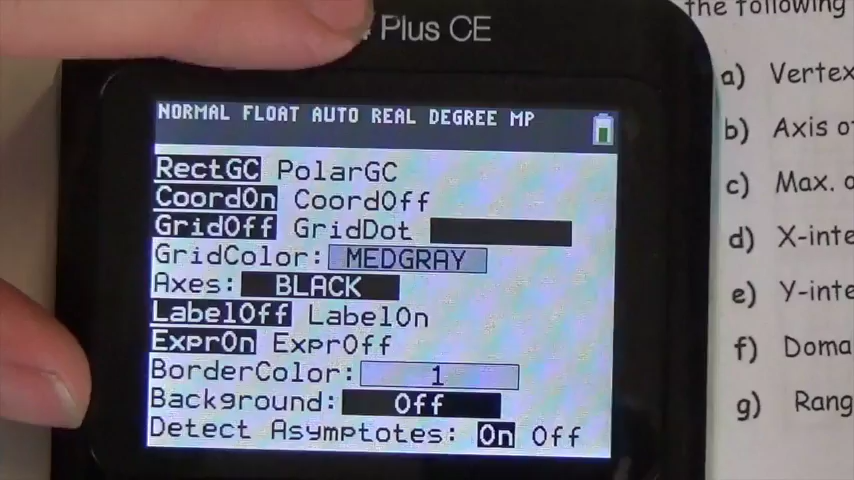 Plus CE
NORMAL FLOAT AUTO REAL DEGREE MP
RectGC PolarGC
CoordOn CoordOff
GridOff GridDot
GridColor: MEDGRAY
Axes: BLACK
LabelOff LabelOn
ExprOn ExprOff
BorderColor: 1
Background: Off
Detect Asymptotes: On Off
the following
a) Vertex
b) Axis o
c) Max. o
d) X-inte
e) Y-inte
f) Doma
g) Rang